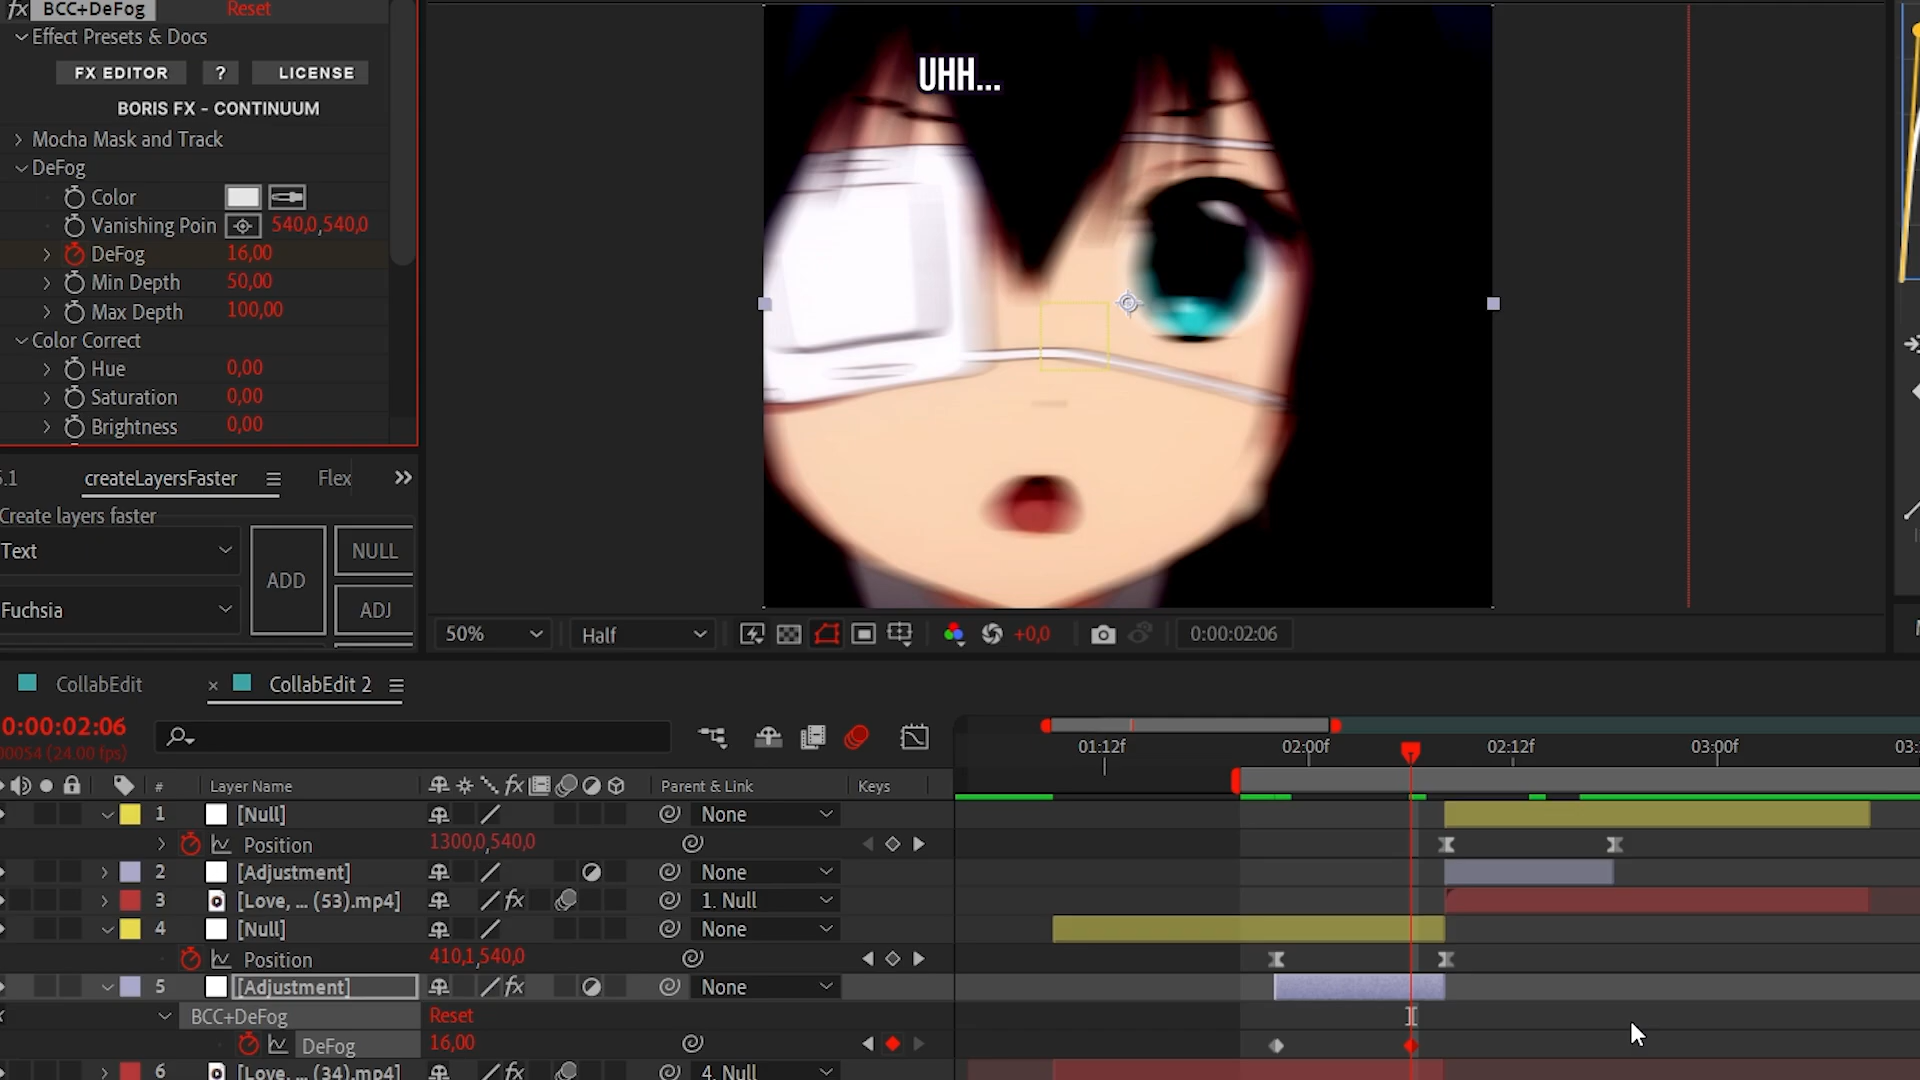 fx BCC+DeFog Reset
Effect Presets & Docs
FX EDITOR ? LICENSE
BORIS FX - CONTINUUM
Mocha Mask and Track
DeFog
Color
Vanishing Poin 540,0,540,0
DeFog 16,00
Min Depth 50,00
Max Depth 100,00
Color Correct
Hue 0,00
Saturation 0,00
Brightness 0,00
UHH...
5.1 createLayersFaster Flex
Create layers faster
Text ADD NULL
Fuchsia ADJ
50% Half +0,0 0:00:02:06
CollabEdit × CollabEdit 2
0:00:02:06
00054 (24.00 fps)
01:12f 02:00f 02:12f 03:00f 03:
# Layer Name fx Parent & Link Keys
1 [Null] None
Position 1300,0,540,0
2 [Adjustment] None
3 [Love, ... (53).mp4] fx 1. Null
4 [Null] None
Position 410,1,540,0
5 [Adjustment] fx None
BCC+DeFog Reset
DeFog 16,00
6 [Love, ... (34).mp4] fx 4. Null